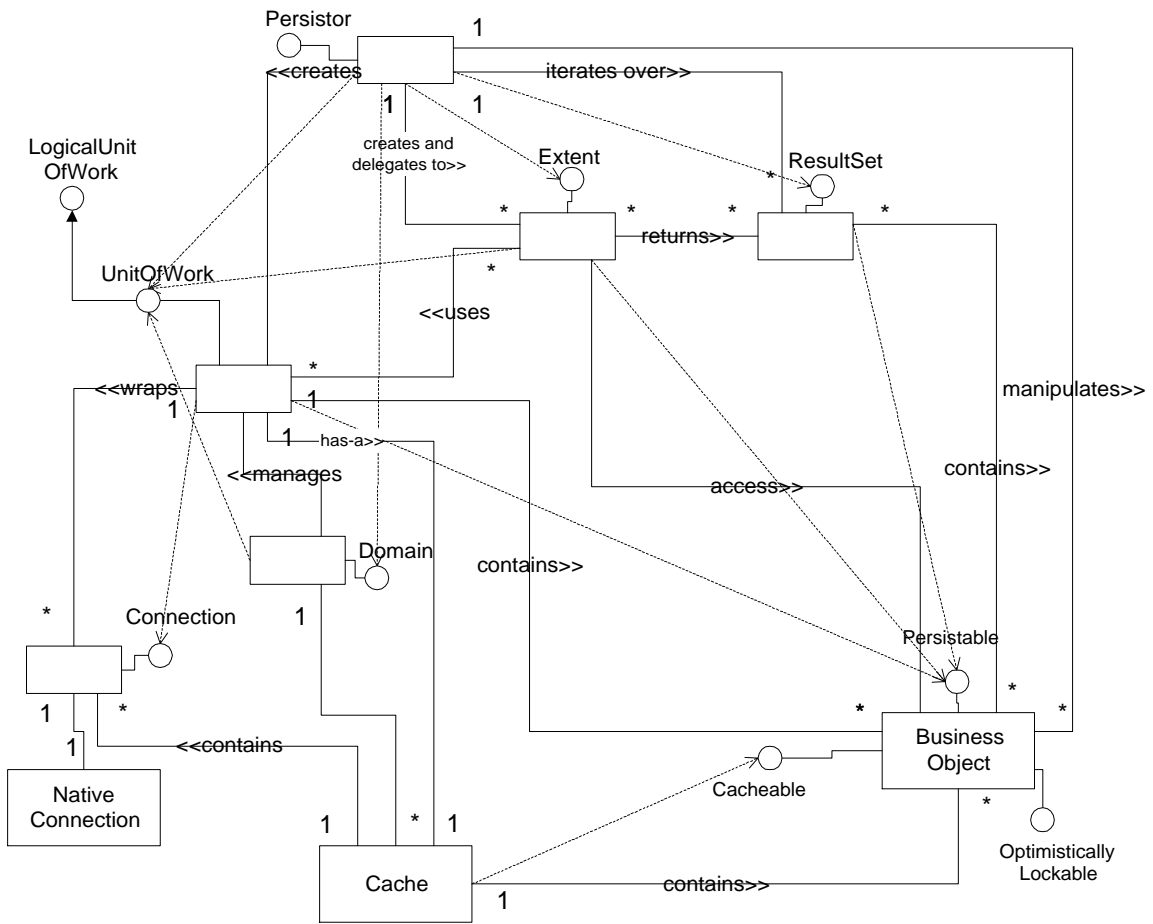 Persistor
1
<<creates
iterates over>>
1
1
creates and
delegates to>>
Extent
ResultSet
*
LogicalUnit
OfWork
*
*
*
*
returns>>
UnitOfWork
*
<<uses
*
<<wraps
1
1
manipulates>>
1
has-a>>
<<manages
contains>>
access>>
Domain
contains>>
1
*
Connection
Persistable
*
1
*
*
*
1
<<contains
Business
Object
Native
Connection
Cacheable
*
1
*
1
Optimistically
Lockable
Cache
1
contains>>